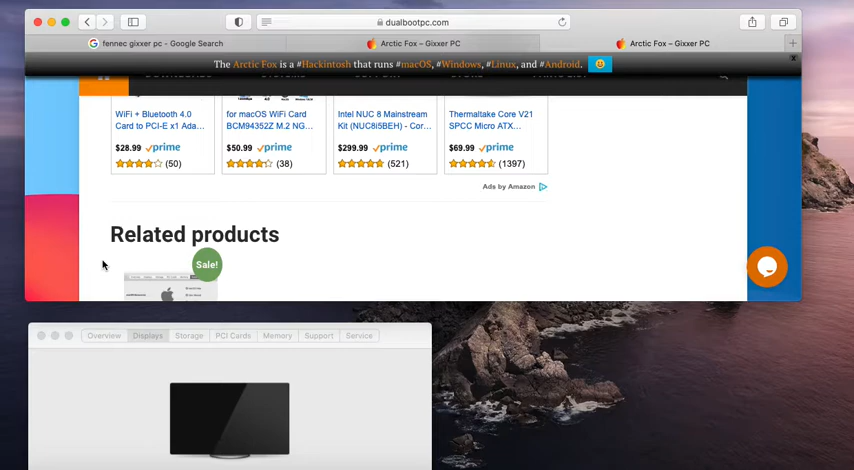 dualbootpc.com
fennec gixxer pc - Google Search
Arctic Fox – Gixxer PC
Arctic Fox – Gixxer PC
The Arctic Fox is a #Hackintosh that runs #macOS, #Windows, #Linux, and #Android.
X
WiFi + Bluetooth 4.0
Card to PCI-E x1 Ada…
$28.99 prime
(50)
for macOS WiFi Card
BCM94352Z M.2 NG…
$50.99 prime
(38)
Intel NUC 8 Mainstream
Kit (NUC8i5BEH) - Cor…
$299.99 prime
(521)
Thermaltake Core V21
SPCC Micro ATX…
$69.99 prime
(1397)
Ads by Amazon
Related products
Sale!
Overview Displays Storage PCI Cards Memory Support Service